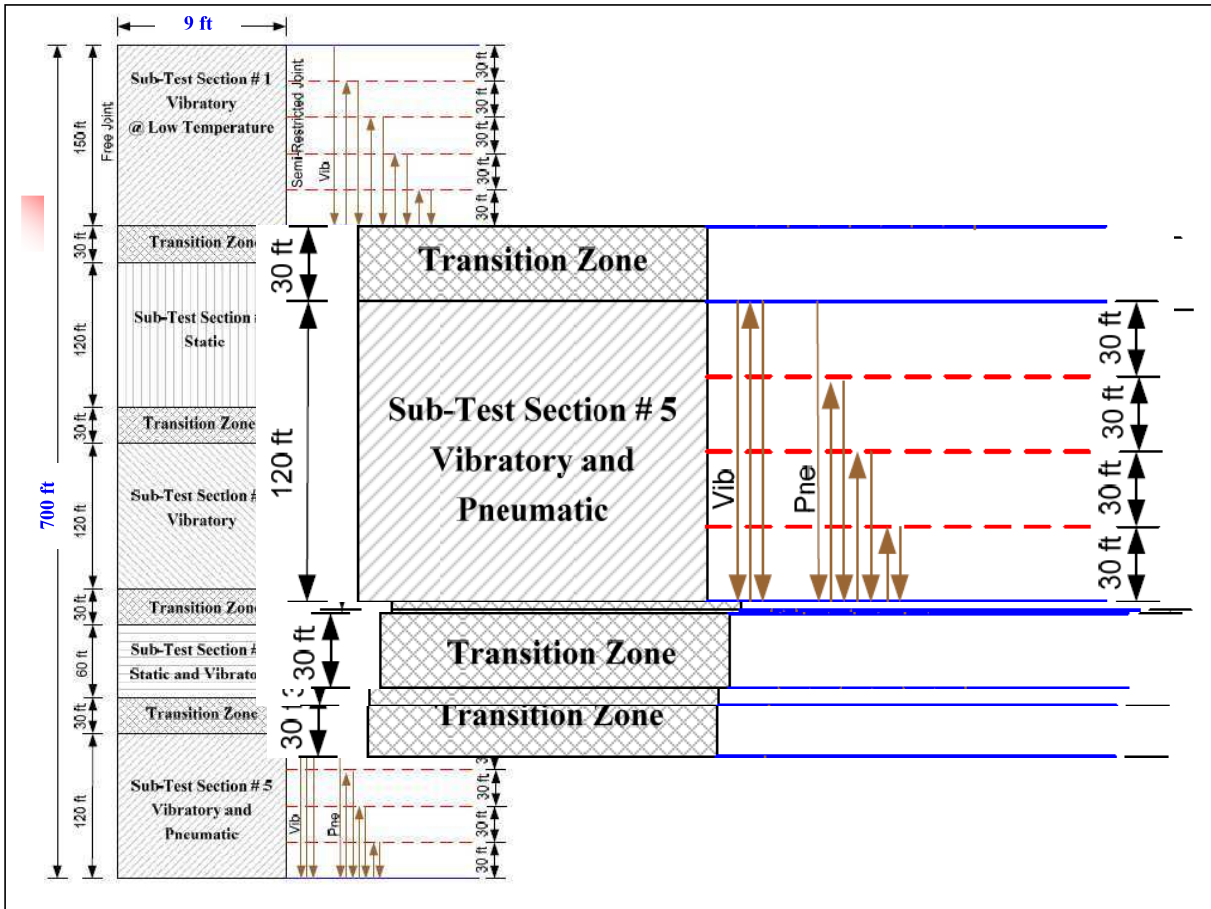 9 ft
700 ft
150 ft
Free Joint
Sub-Test Section # 1
Vibratory
@ Low Temperature
Semi-Restricted Joint
Vib
30 ft
30 ft
30 ft
30 ft
30 ft
30 ft
Transition Zone
120 ft
Sub-Test Section #
Static
30 ft
Transition Zone
120 ft
Sub-Test Section #
Vibratory
30 ft
Transition Zone
60 ft
Sub-Test Section #
Static and Vibrato
30 ft
Transition Zone
120 ft
Sub-Test Section # 5
Vibratory and
Pneumatic
Vib
Pne
30 ft
30 ft
30 ft
30 ft
Transition Zone
120 ft
Sub-Test Section # 5
Vibratory and
Pneumatic
Vib
Pne
30 ft
30 ft
30 ft
30 ft
30 ft
Transition Zone
30
Transition Zone